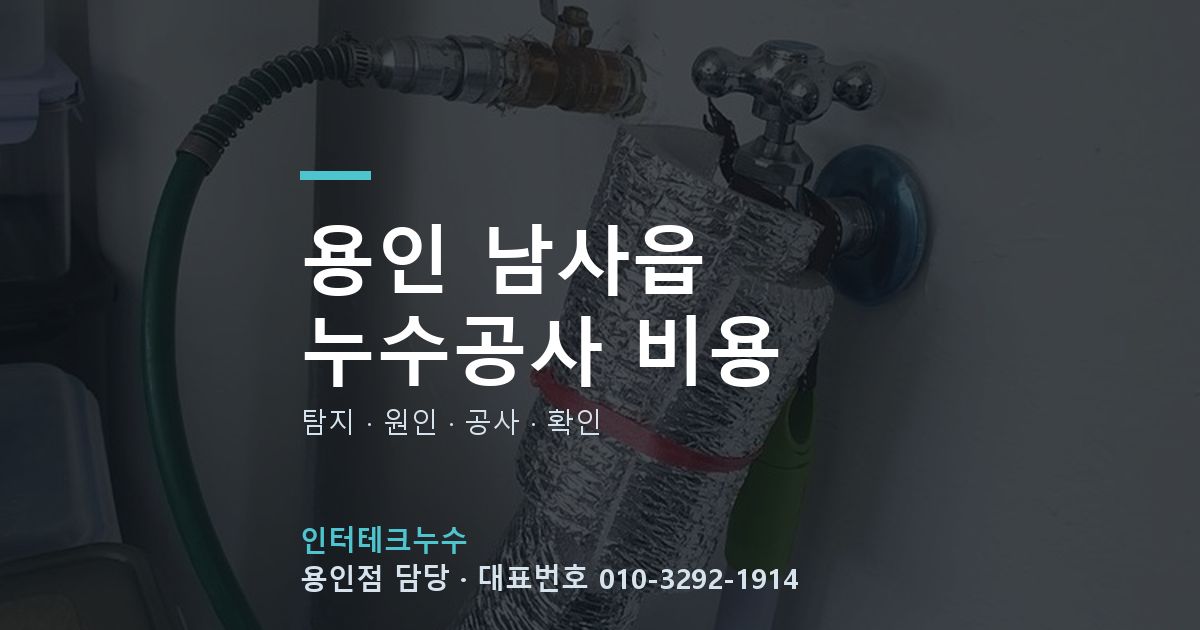 용인 남사읍
누수공사 비용
탐지 · 원인 · 공사 · 확인
인터테크누수
용인점 담당 · 대표번호 010-3292-1914